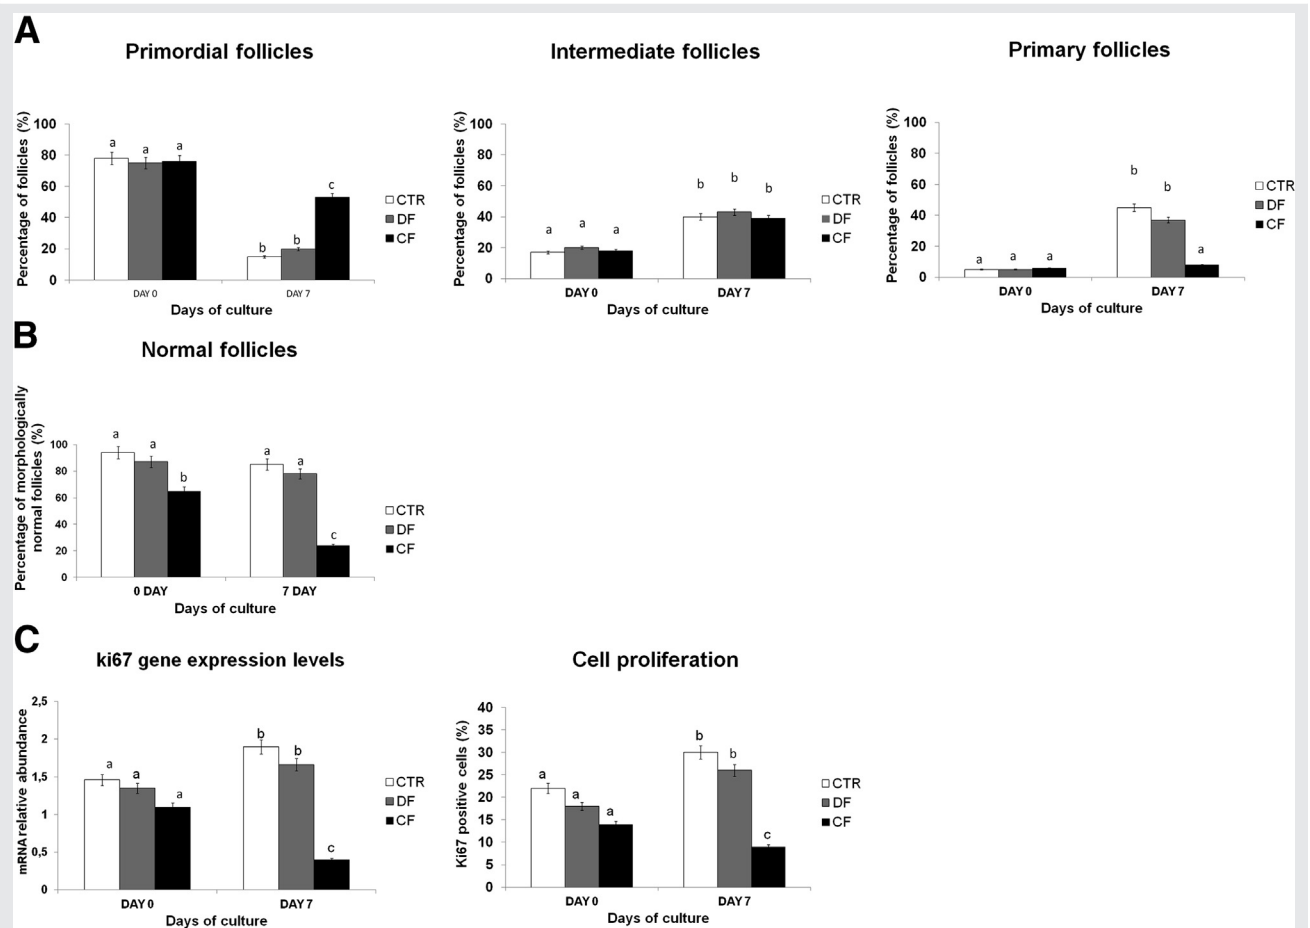 A
Primordial follicles
Percentage of follicles (%)
100
80
60
40
20
0
a a a
b b c
DAY 0 DAY 7
Days of culture
CTR
DF
CF
Intermediate follicles
Percentage of follicles (%)
100
80
60
40
20
0
a a a
b b b
DAY 0 DAY 7
Days of culture
CTR
DF
CF
Primary follicles
Percentage of follicles (%)
100
80
60
40
20
0
a a a
b b a
DAY 0 DAY 7
Days of culture
CTR
DF
CF
B
Normal follicles
Percentage of morphologically
normal follicles (%)
100
80
60
40
20
0
a a b
a a c
0 DAY 7 DAY
Days of culture
CTR
DF
CF
C
ki67 gene expression levels
mRNA relative abundance
2,5
2
1,5
1
0,5
0
a a a
b b c
DAY 0 DAY 7
Days of culture
CTR
DF
CF
Cell proliferation
Ki67 positive cells (%)
40
35
30
25
20
15
10
5
0
a a a
b b c
DAY 0 DAY 7
Days of culture
CTR
DF
CF